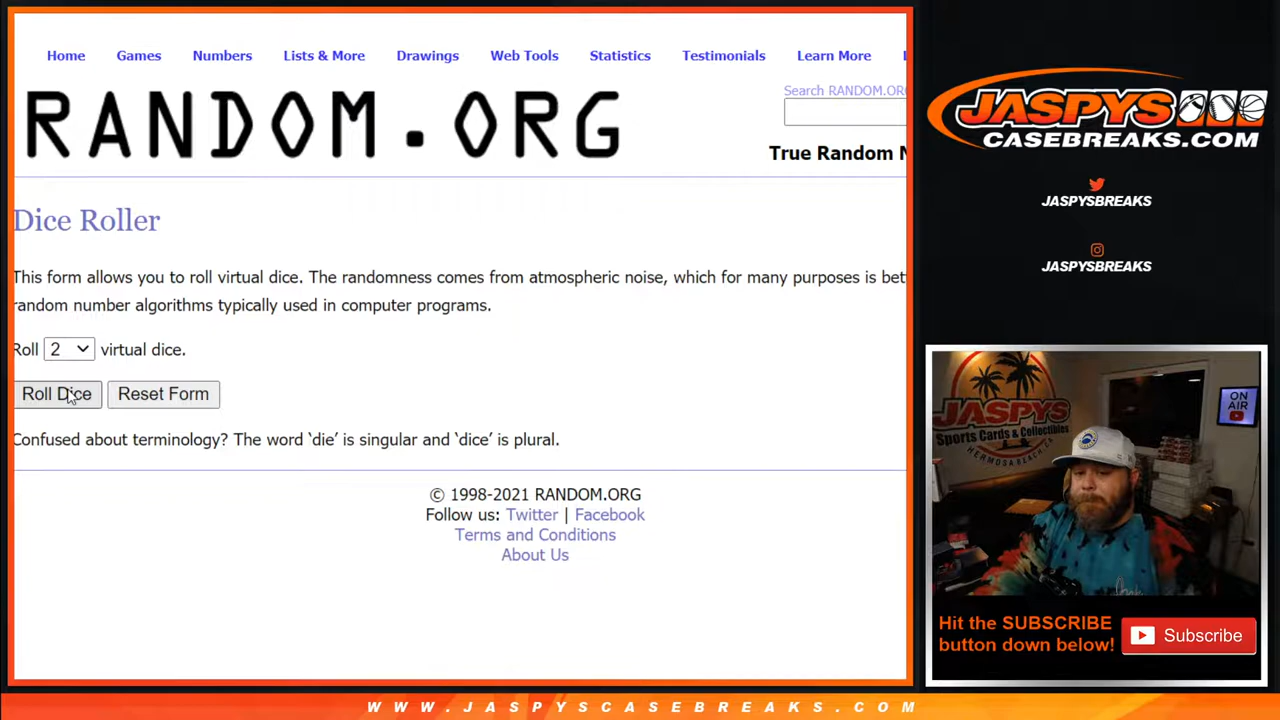 Home Games Numbers Lists & More Drawings Web Tools Statistics Testimonials Learn More
RANDOM.ORG
Search RANDOM.ORG
True Random N
Dice Roller
This form allows you to roll virtual dice. The randomness comes from atmospheric noise, which for many purposes is bet
random number algorithms typically used in computer programs.
Roll 2 virtual dice.
Roll Dice Reset Form
Confused about terminology? The word ‘die’ is singular and ‘dice’ is plural.
© 1998-2021 RANDOM.ORG
Follow us: Twitter | Facebook
Terms and Conditions
About Us
JASPYS
CASEBREAKS.COM
JASPYSBREAKS
JASPYSBREAKS
JASPYS
Sports Cards & Collectibles
HERMOSA BEACH, CA
ON
AIR
Hit the SUBSCRIBE
button down below!
Subscribe
WWW.JASPYSCASEBREAKS.COM